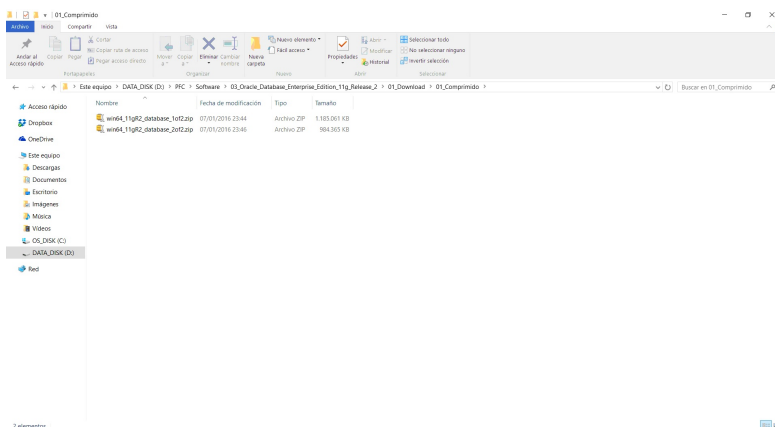 01_Comprimido
Archivo Inicio Compartir Vista
Andar al Acceso rápido
Copiar
Pegar
Cortar
Copiar ruta de acceso
Pegar acceso directo
Portapapeles
Mover a
Copiar a
Eliminar
Cambiar nombre
Organizar
Nueva carpeta
Nuevo elemento
Fácil acceso
Nuevo
Propiedades
Abrir
Modificar
Historial
Abrir
Seleccionar todo
No seleccionar ninguno
Invertir selección
Seleccionar
Este equipo > DATA_DISK (D:) > PFC > Software > 03_Oracle_Database_Enterprise_Edition_11g_Release_2 > 01_Download > 01_Comprimido >
Buscar en 01_Comprimido
Nombre Fecha de modificación Tipo Tamaño
win64_11gR2_database_1of2.zip 07/01/2016 23:44 Archivo ZIP 1.185.061 KB
win64_11gR2_database_2of2.zip 07/01/2016 23:46 Archivo ZIP 984.365 KB
Acceso rápido
Dropbox
OneDrive
Este equipo
Descargas
Documentos
Escritorio
Imágenes
Música
Vídeos
OS_DISK (C:)
DATA_DISK (D:)
Red
2 elementos